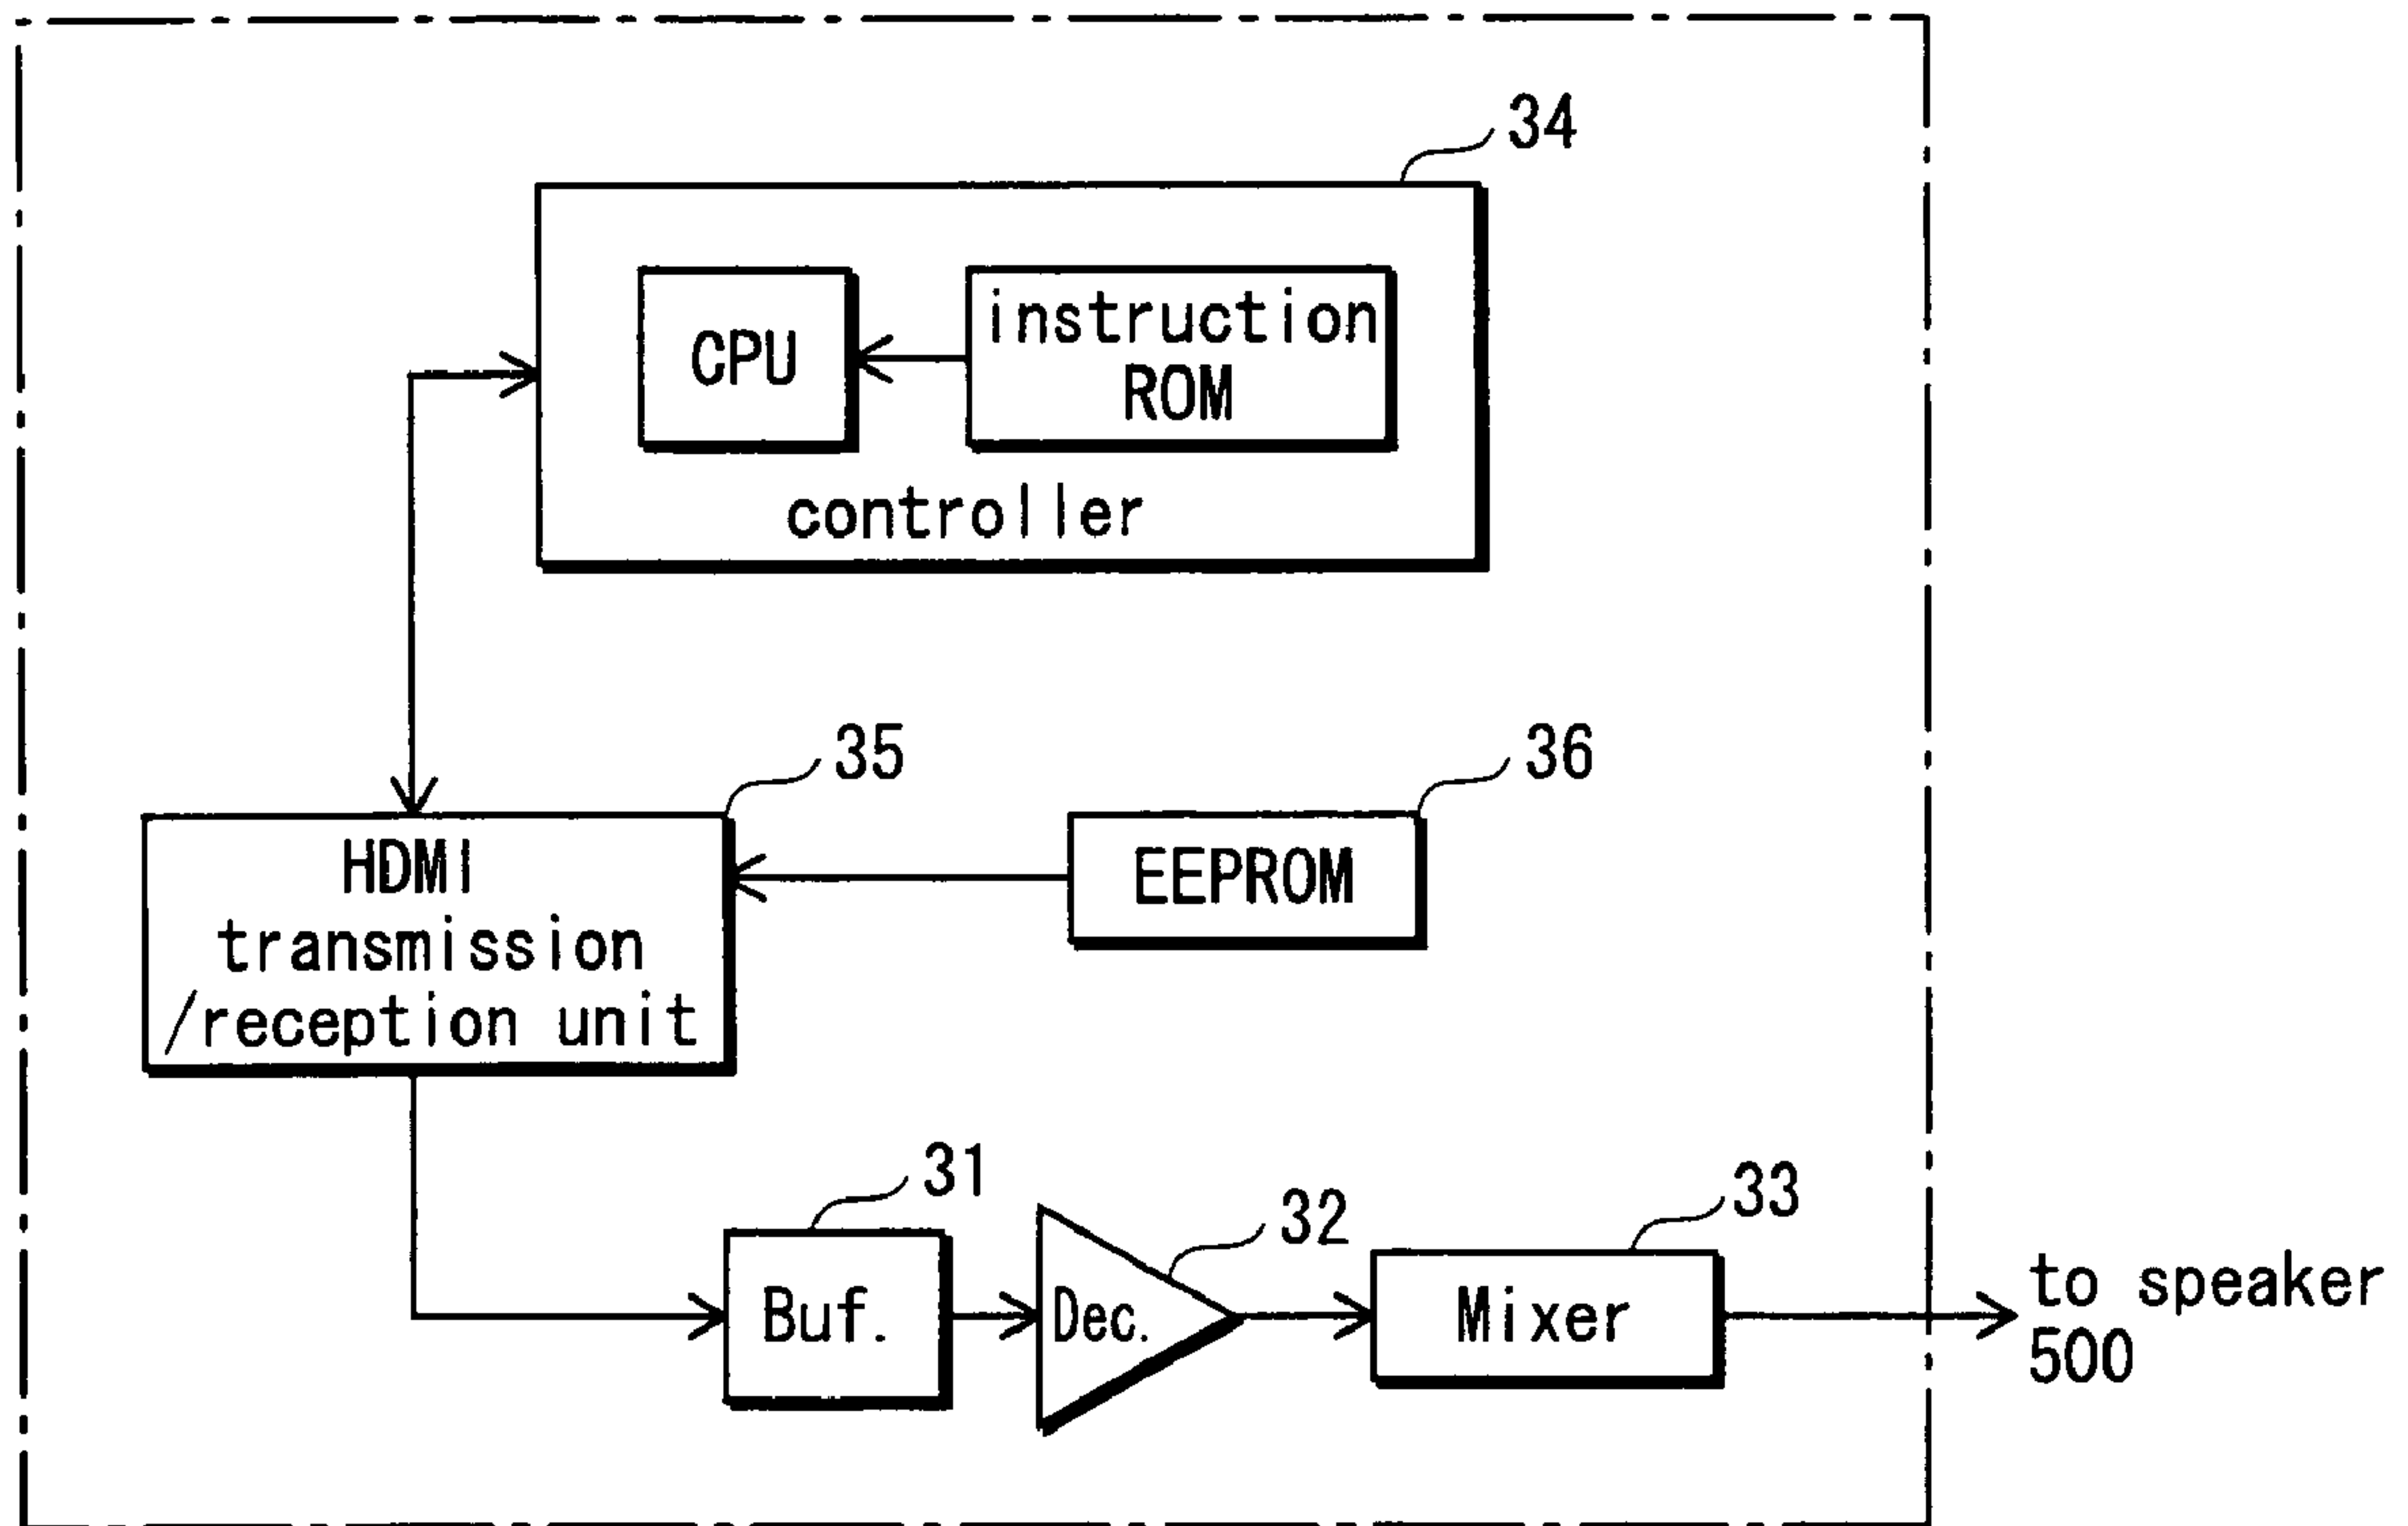 34
CPU
instruction
ROM
controller
35
36
HDMI
transmission
/reception unit
EEPROM
31
32
33
Buf.
Dec.
Mixer
to speaker
500